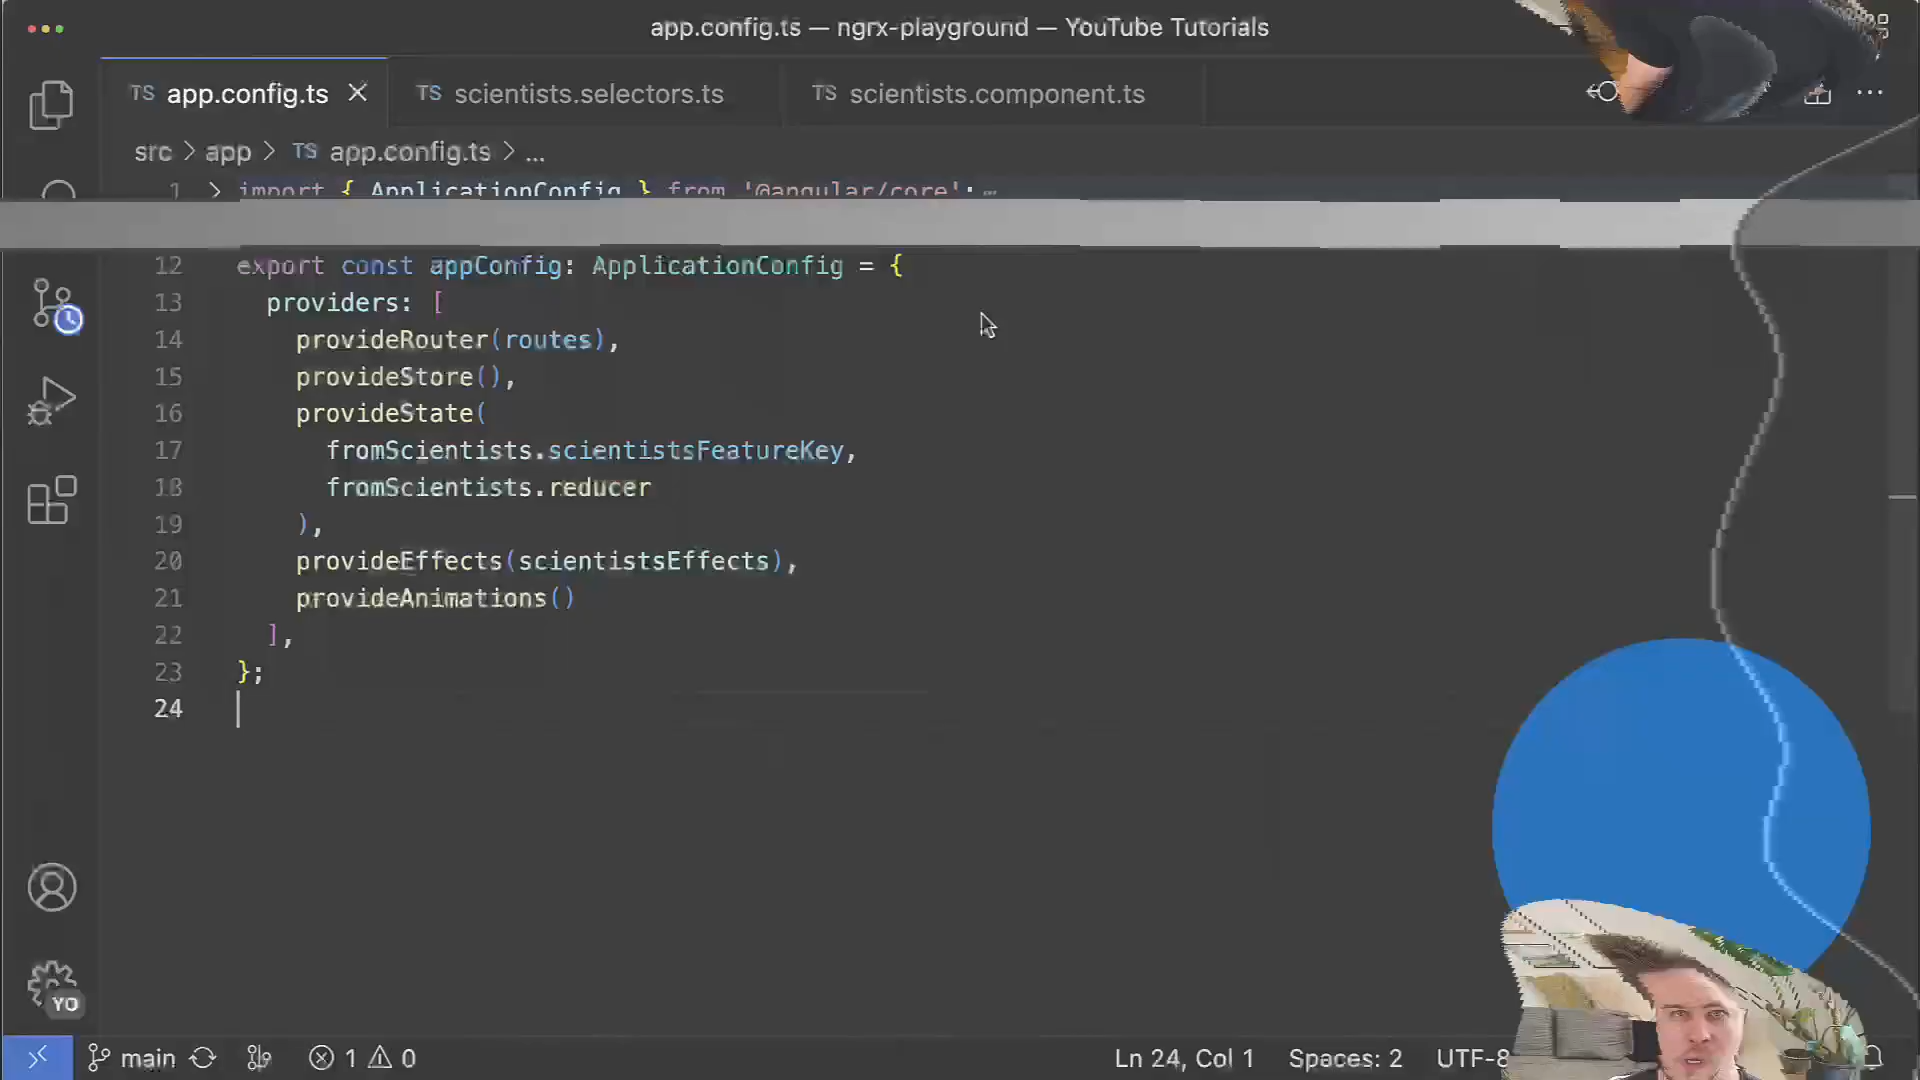 app.config.ts — ngrx-playground — YouTube Tutorials
TS app.config.ts
TS scientists.selectors.ts
TS scientists.component.ts
src > app > TS app.config.ts > ...
1 > import { ApplicationConfig } from '@angular/core';
12 export const appConfig: ApplicationConfig = {
13 providers: [
14 provideRouter(routes),
15 provideStore(),
16 provideState(
17 fromScientists.scientistsFeatureKey,
18 fromScientists.reducer
19 ),
20 provideEffects(scientistsEffects),
21 provideAnimations()
22 ],
23 };
24
YO
main 1 0 Ln 24, Col 1 Spaces: 2 UTF-8